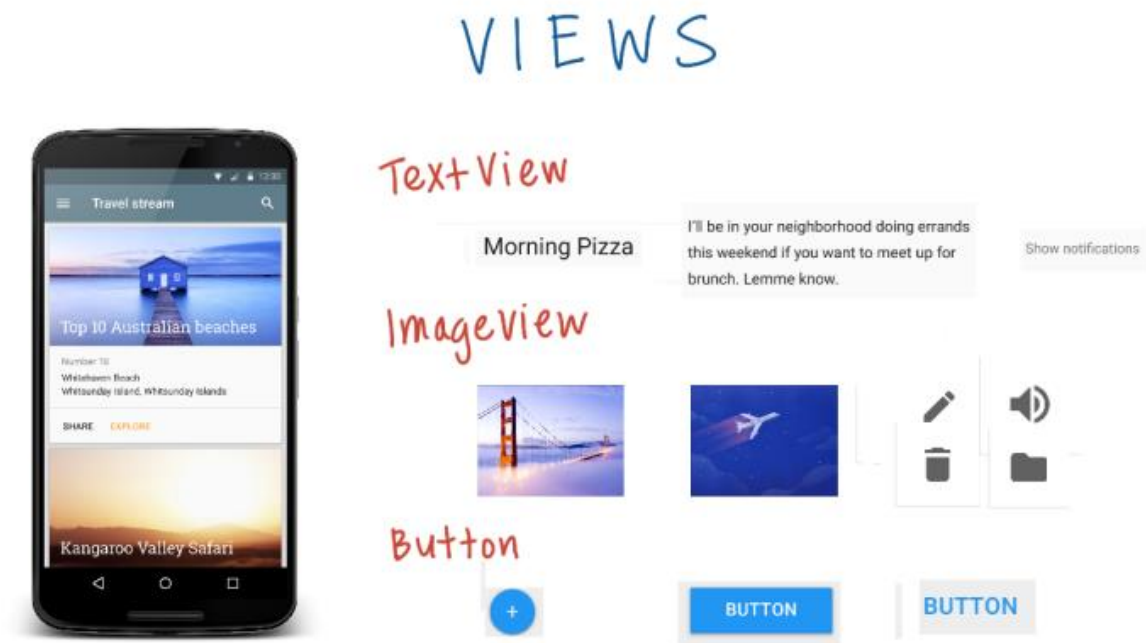 VIEWS
12:30
Travel stream
Top 10 Australian beaches
Number 10
Whitehaven Beach
Whitsunday Island, Whitsunday Islands
SHARE EXPLORE
Kangaroo Valley Safari
TextView
Morning Pizza
I'll be in your neighborhood doing errands
this weekend if you want to meet up for
brunch. Lemme know.
Show notifications
ImageView
Button
+
BUTTON
BUTTON